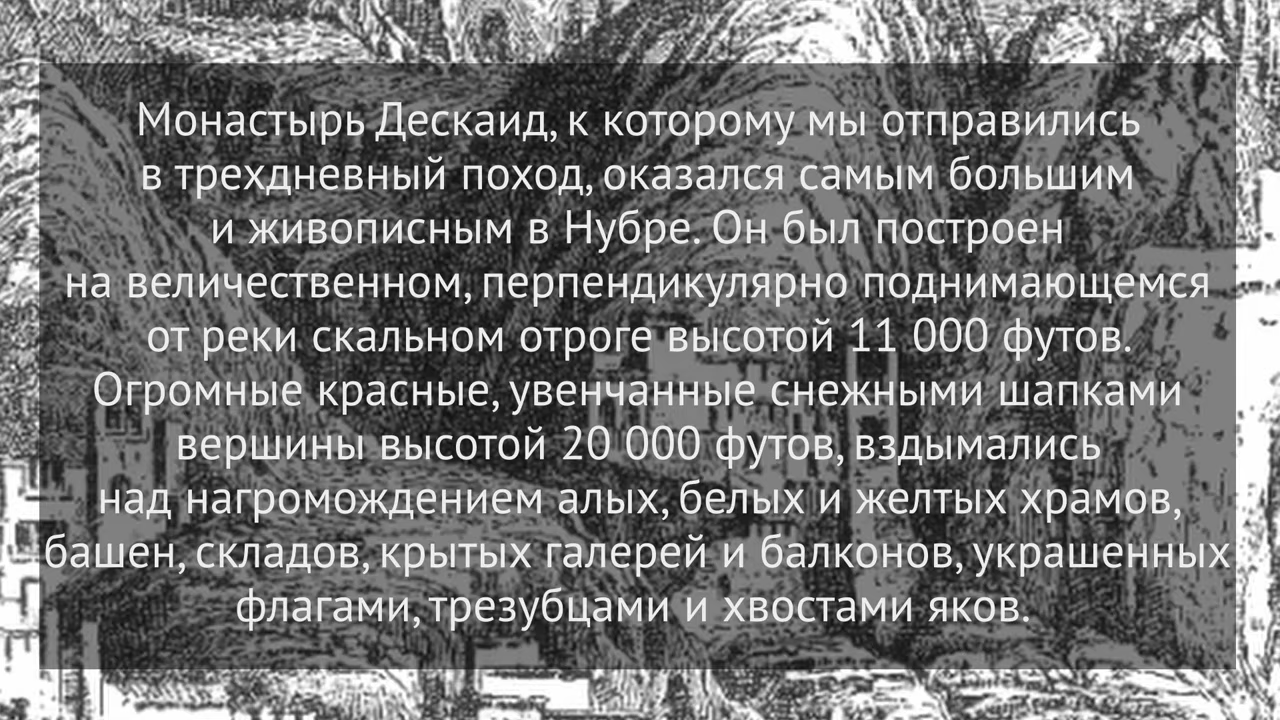 Монастырь Дескаид, к которому мы отправились
в трехдневный поход, оказался самым большим
и живописным в Нубре. Он был построен
на величественном, перпендикулярно поднимающемся
от реки скальном отроге высотой 11 000 футов.
Огромные красные, увенчанные снежными шапками
вершины высотой 20 000 футов, вздымались
над нагромождением алых, белых и желтых храмов,
башен, складов, крытых галерей и балконов, украшенных
флагами, трезубцами и хвостами яков.